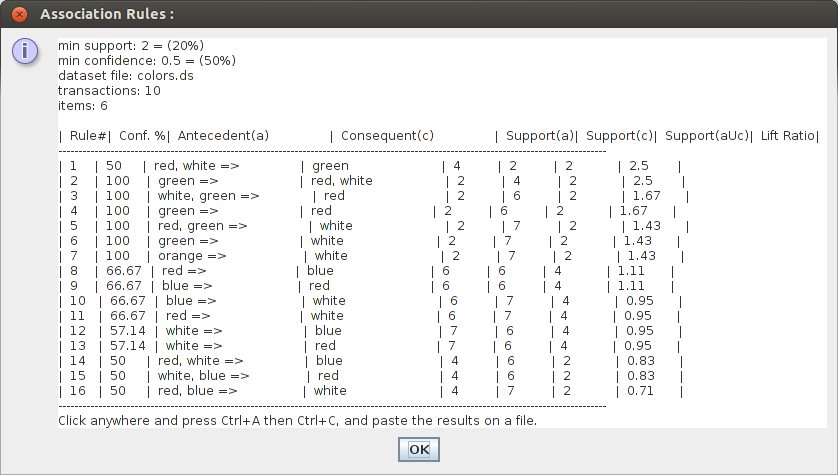 Association Rules :
min support: 2 = (20%)
min confidence: 0.5 = (50%)
dataset file: colors.ds
transactions: 10
items: 6
| Rule#| Conf. %| Antecedent(a) | Consequent(c) | Support(a)| Support(c)| Support(aUc)| Lift Ratio|
| 1 | 50 | red, white => | green | 4 | 2 | 2 | 2.5 |
| 2 | 100 | green => | red, white | 2 | 4 | 2 | 2.5 |
| 3 | 100 | white, green => | red | 2 | 6 | 2 | 1.67 |
| 4 | 100 | green => | red | 2 | 6 | 2 | 1.67 |
| 5 | 100 | red, green => | white | 2 | 7 | 2 | 1.43 |
| 6 | 100 | green => | white | 2 | 7 | 2 | 1.43 |
| 7 | 100 | orange => | white | 2 | 7 | 2 | 1.43 |
| 8 | 66.67 | red => | blue | 6 | 6 | 4 | 1.11 |
| 9 | 66.67 | blue => | red | 6 | 6 | 4 | 1.11 |
| 10 | 66.67 | blue => | white | 6 | 7 | 4 | 0.95 |
| 11 | 66.67 | red => | white | 6 | 7 | 4 | 0.95 |
| 12 | 57.14 | white => | blue | 7 | 6 | 4 | 0.95 |
| 13 | 57.14 | white => | red | 7 | 6 | 4 | 0.95 |
| 14 | 50 | red, white => | blue | 4 | 6 | 2 | 0.83 |
| 15 | 50 | white, blue => | red | 4 | 6 | 2 | 0.83 |
| 16 | 50 | red, blue => | white | 4 | 7 | 2 | 0.71 |
Click anywhere and press Ctrl+A then Ctrl+C, and paste the results on a file.
OK